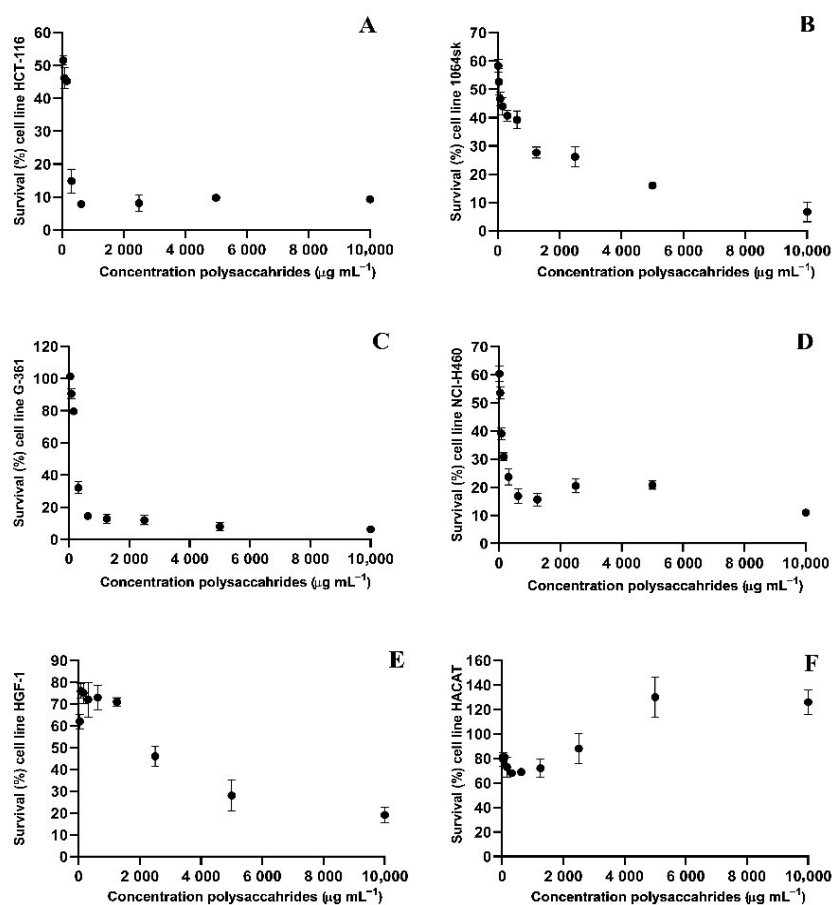 A
Survival (%) cell line HCT-116
60
50
40
30
20
10
0
0 2 000 4 000 6 000 8 000 10,000
Concentration polysaccahrides (μg mL⁻¹)
B
Survival (%) cell line 1064sk
70
60
50
40
30
20
10
0
0 2 000 4 000 6 000 8 000 10,000
Concentration polysaccahrides (μg mL⁻¹)
C
Survival (%) cell line G-361
120
100
80
60
40
20
0
0 2 000 4 000 6 000 8 000 10,000
Concentration polysaccahrides (μg mL⁻¹)
D
Survival (%) cell line NCI-H460
70
60
50
40
30
20
10
0
0 2 000 4 000 6 000 8 000 10,000
Concentration polysaccahrides (μg mL⁻¹)
E
Survival (%) cell line HGF-1
90
80
70
60
50
40
30
20
10
0
0 2 000 4 000 6 000 8 000 10,000
Concentration polysaccahrides (μg mL⁻¹)
F
Survival (%) cell line HACAT
160
140
120
100
80
60
40
20
0
0 2 000 4 000 6 000 8 000 10,000
Concentration polysaccahrides (μg mL⁻¹)